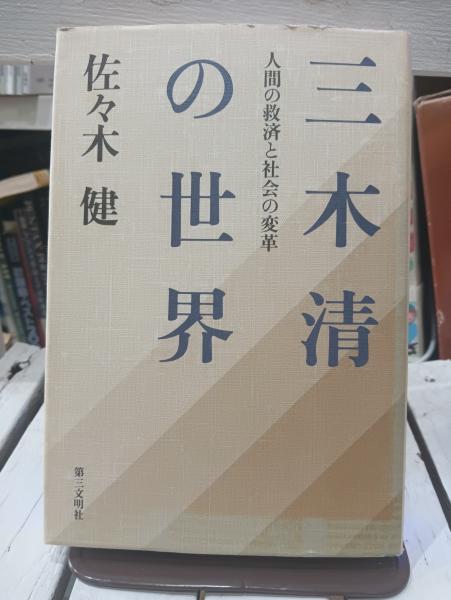 三木清
の世界
人間の救済と社会の変革
佐々木 健
第三文明社